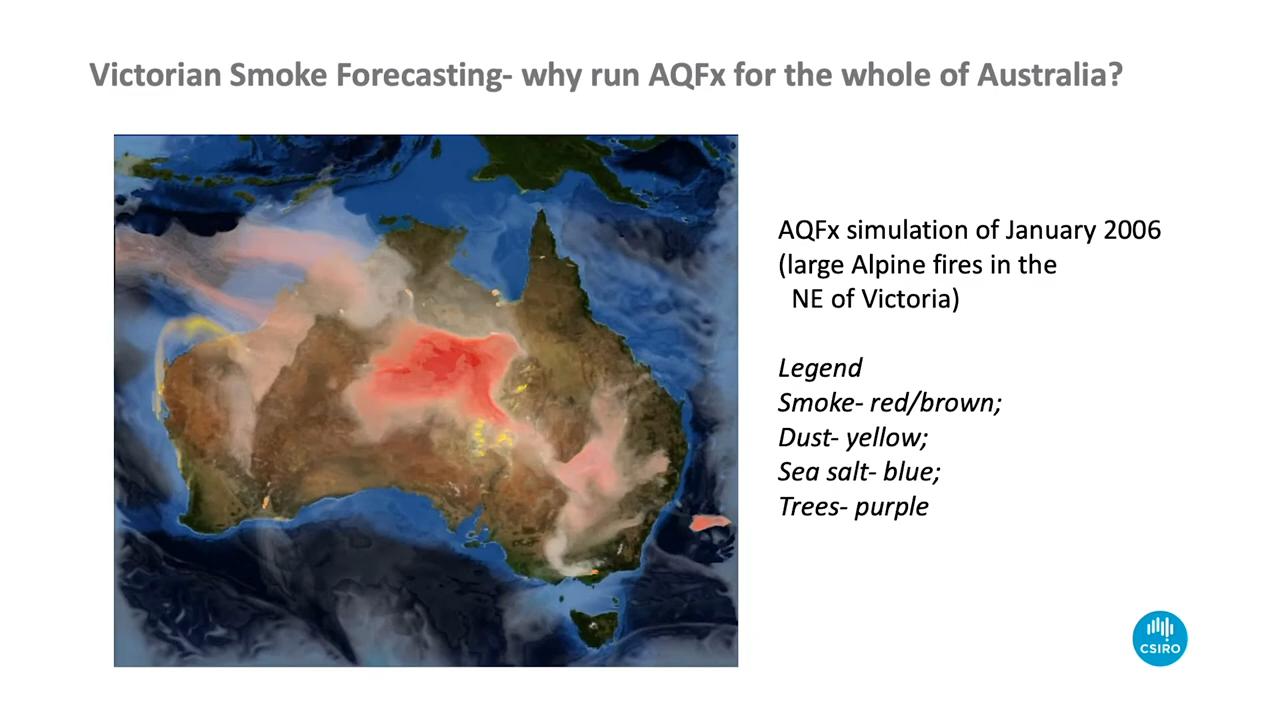 Victorian Smoke Forecasting- why run AQFx for the whole of Australia?
AQFx simulation of January 2006
(large Alpine fires in the
NE of Victoria)
Legend
Smoke- red/brown;
Dust- yellow;
Sea salt- blue;
Trees- purple
CSIRO